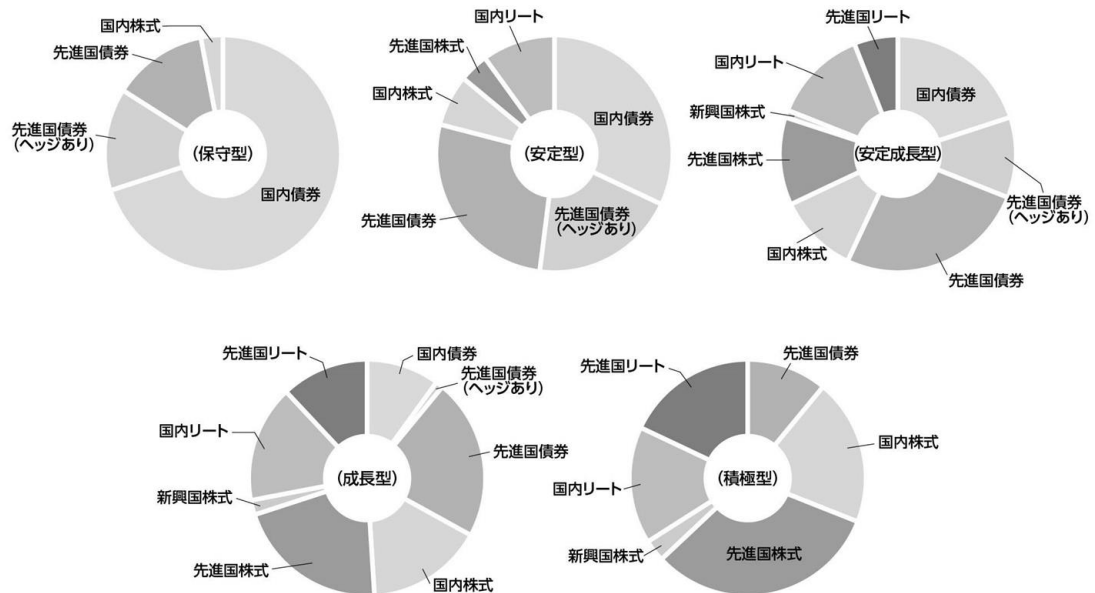 国内株式
先進国債券
先進国債券
(ヘッジあり)
(保守型)
国内債券
国内リート
先進国株式
国内株式
国内債券
(安定型)
先進国債券
先進国債券
(ヘッジあり)
先進国リート
国内リート
国内債券
新興国株式
先進国株式
(安定成長型)
先進国債券
(ヘッジあり)
国内株式
先進国債券
先進国リート
国内債券
先進国債券
(ヘッジあり)
国内リート
先進国債券
(成長型)
新興国株式
先進国株式
国内株式
先進国リート
先進国債券
国内株式
国内リート
(積極型)
新興国株式
先進国株式